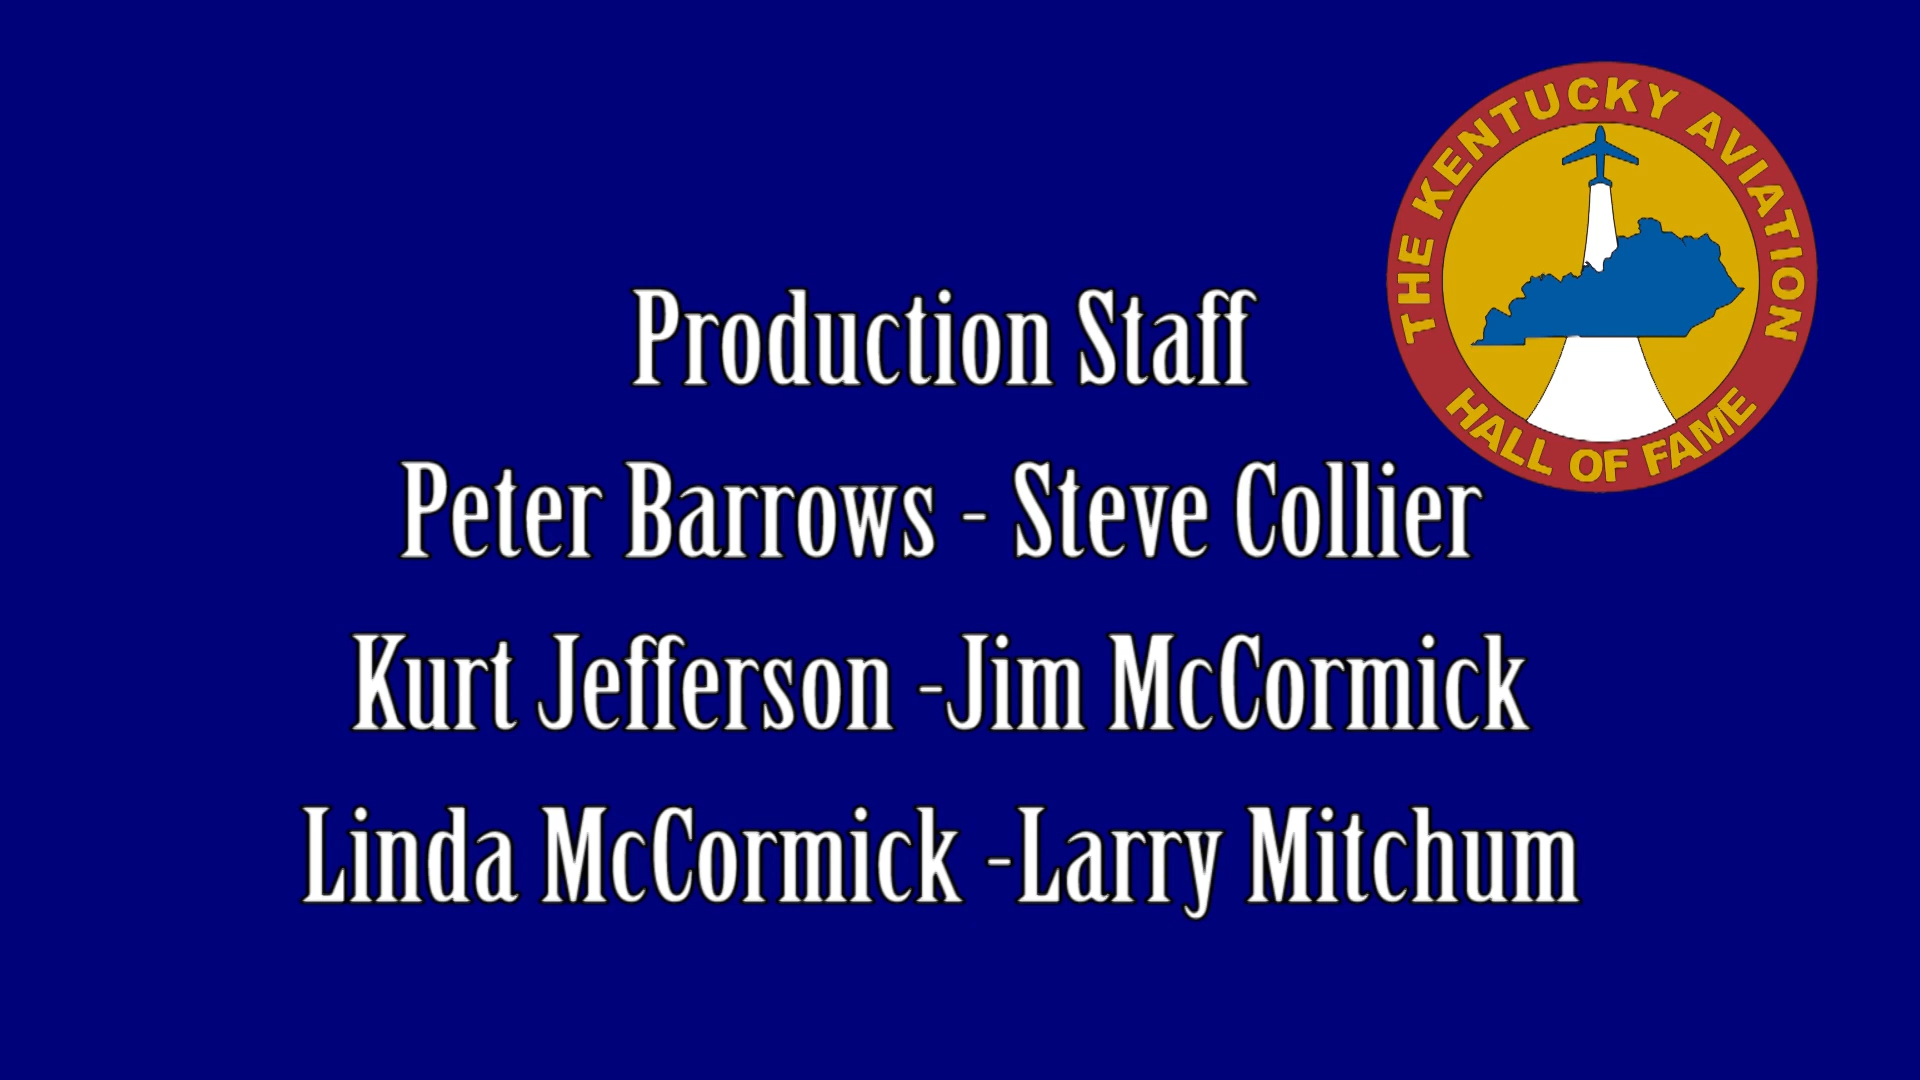 THE KENTUCKY AVIATION
HALL OF FAME
Production Staff
Peter Barrows - Steve Collier
Kurt Jefferson -Jim McCormick
Linda McCormick -Larry Mitchum